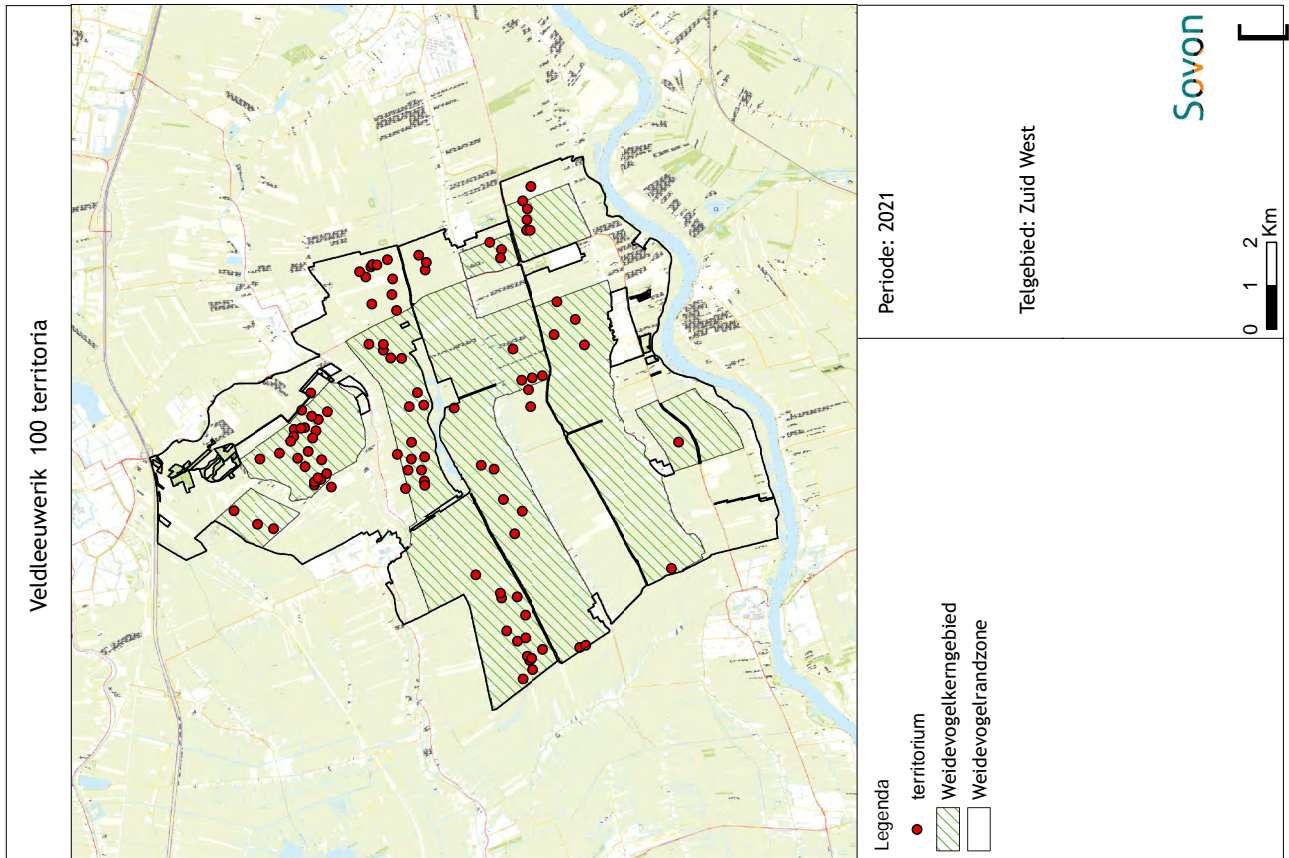 Veldleeuwerik 100 territoria
Legenda
territorium
Weidevogelkerngebied
Weidevogelrandzone
Periode: 2021
Telgebied: Zuid West
0 1 2 Km
Sovon